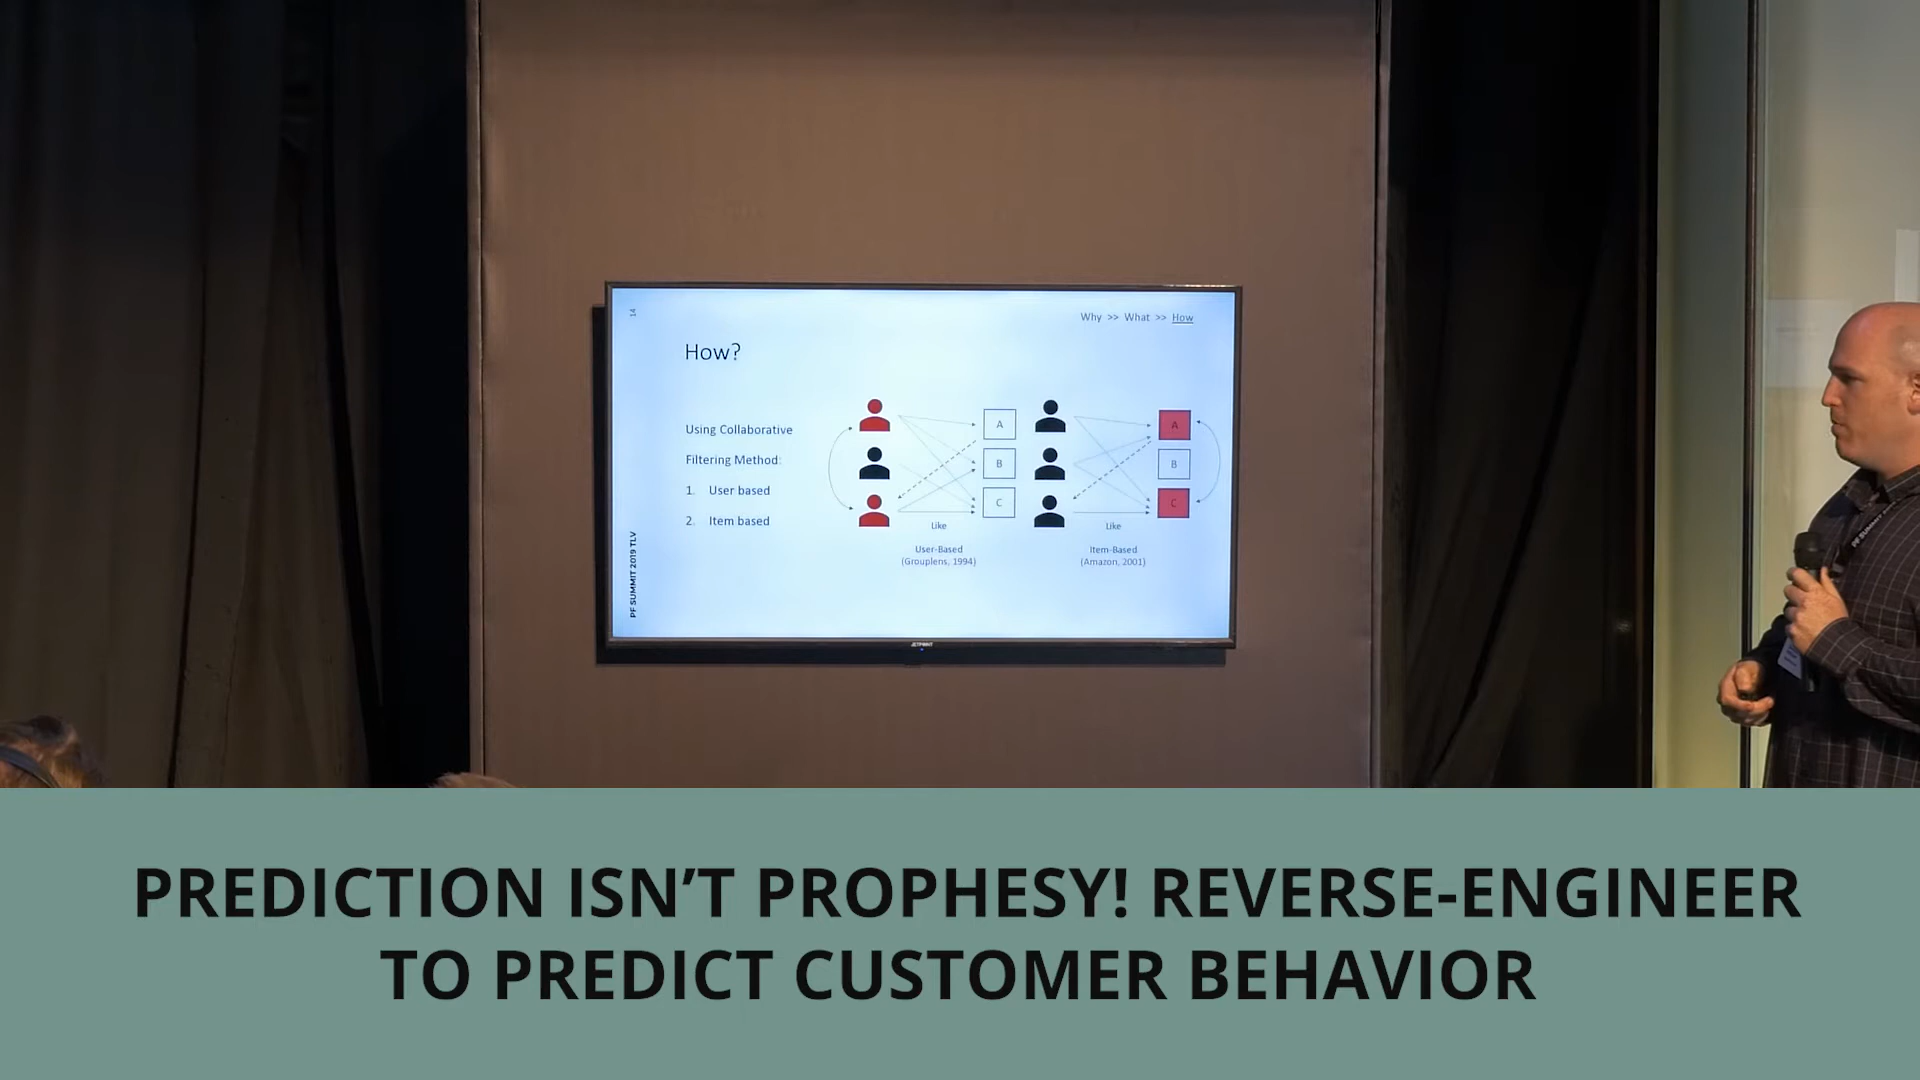 14
Why >> What >> How
How?
Using Collaborative
Filtering Method:
1. User based
2. Item based
A
B
C
Like
User-Based
(Grouplens, 1994)
A
B
C
Like
Item-Based
(Amazon, 2001)
PF SUMMIT 2019 TLV
PF SUMMIT
PREDICTION ISN’T PROPHESY! REVERSE-ENGINEER
TO PREDICT CUSTOMER BEHAVIOR